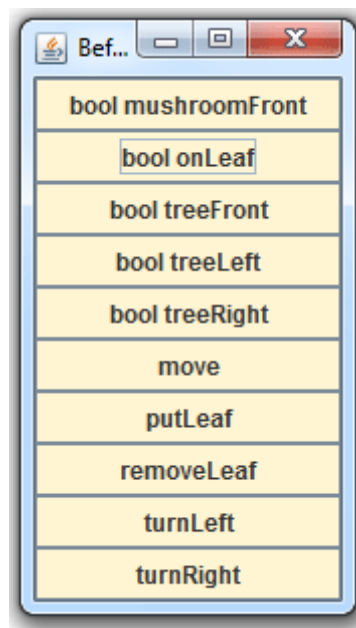 Bef...
bool mushroomFront
bool onLeaf
bool treeFront
bool treeLeft
bool treeRight
move
putLeaf
removeLeaf
turnLeft
turnRight